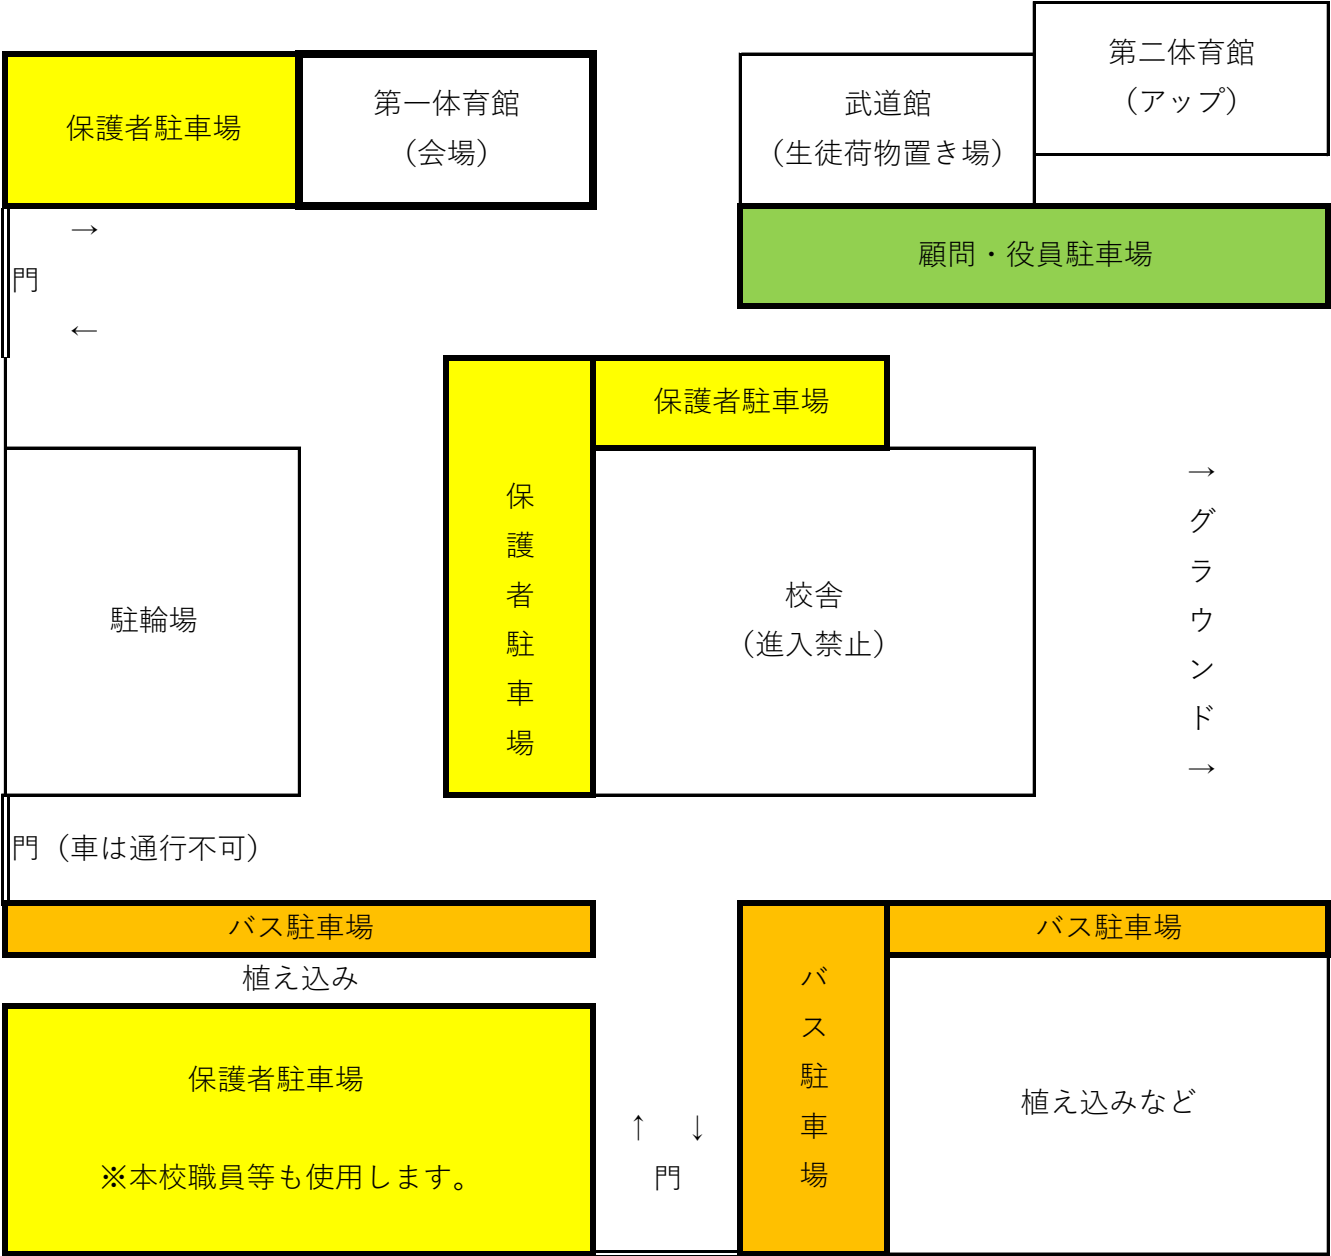 第二体育館
（アップ）
保護者駐車場
第一体育館
（会場）
武道館
（生徒荷物置き場）
→
門
←
顧問・役員駐車場
保護者駐車場
保護者駐車場
駐輪場
校舎
（進入禁止）
→グラウンド→
門（車は通行不可）
バス駐車場
バス駐車場
植え込み
バス駐車場
保護者駐車場
※本校職員等も使用します。
↑ ↓
門
植え込みなど